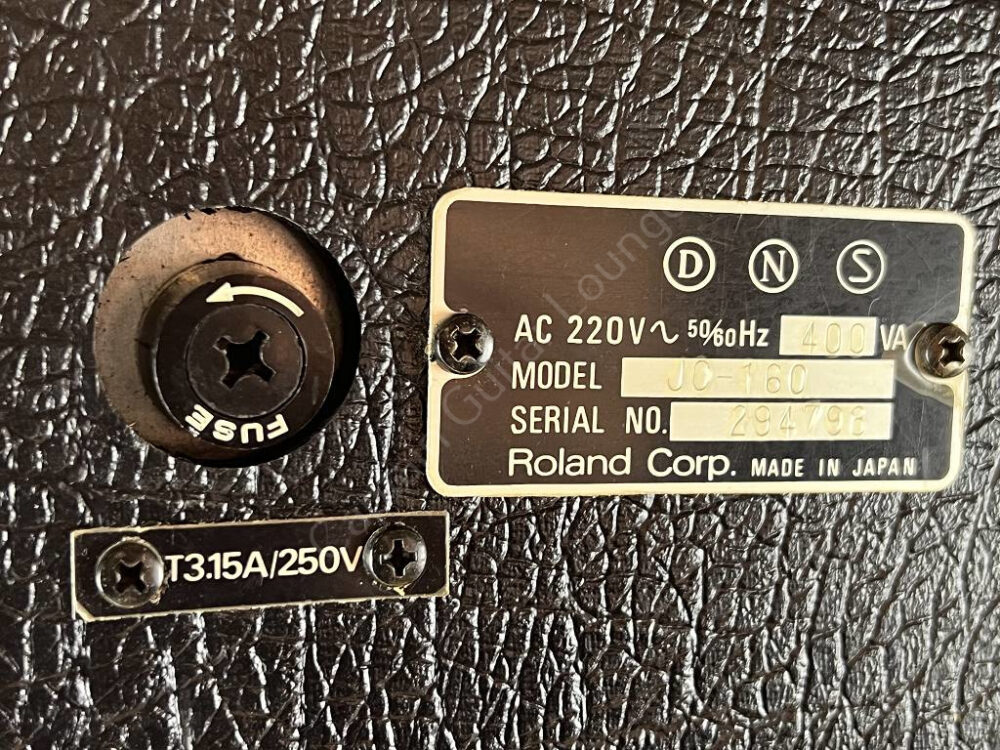 FUSE
T3.15A/250V
D N S
AC 220V ~ 50/60Hz 400 VA
MODEL JC-160
SERIAL NO. 294796
Roland Corp. MADE IN JAPAN